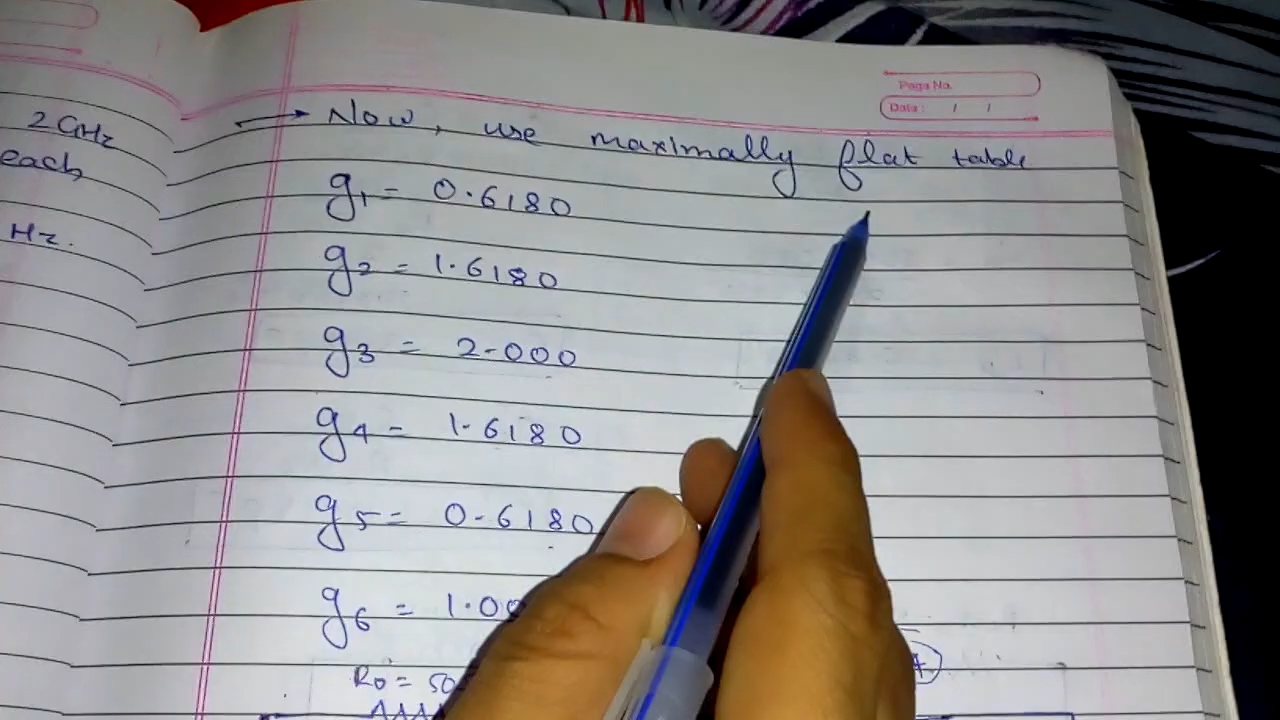 2 GHz
each
Hz.
Page No.
Date : / /
→ Now, use maximally flat table
g1 = 0.6180
g2 = 1.6180
g3 = 2.000
g4 = 1.6180
g5 = 0.6180
g6 = 1.00
R0 = 50